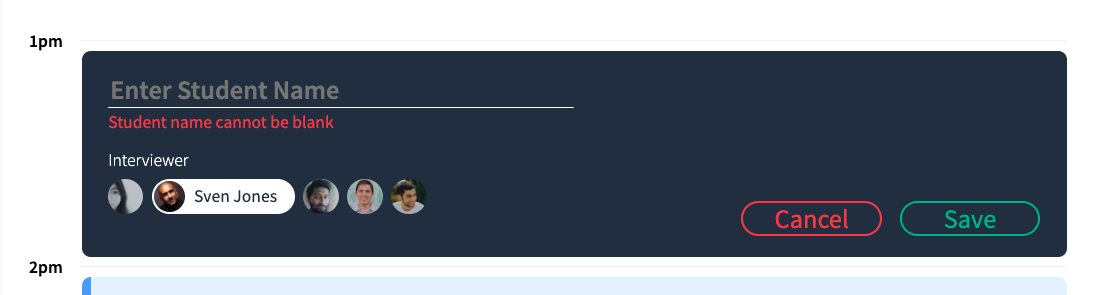 1pm
Enter Student Name
Student name cannot be blank
Interviewer
Sven Jones
Cancel Save
2pm